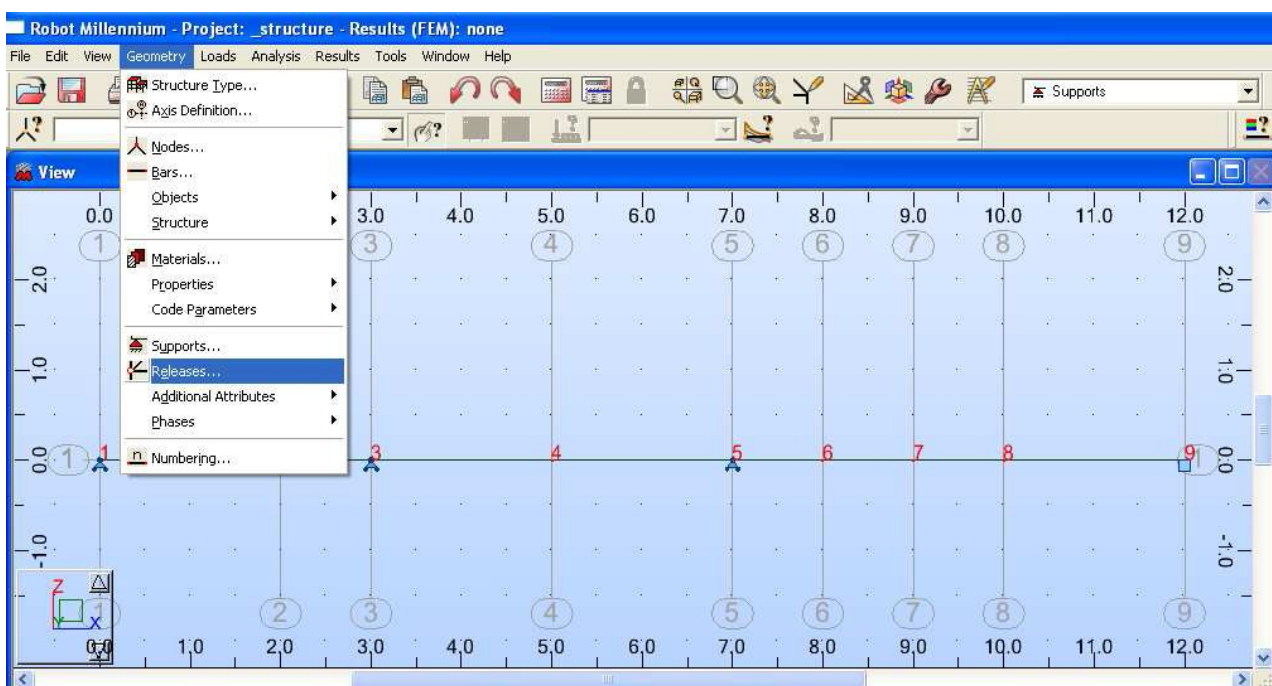 Robot Millennium - Project: _structure - Results (FEM): none
File Edit View Geometry Loads Analysis Results Tools Window Help
Structure Type...
Axis Definition...
Nodes...
Bars...
Objects
Structure
Materials...
Properties
Code Parameters
Supports...
Releases...
Additional Attributes
Phases
n Numbering...
Supports
View
0.0 3.0 4.0 5.0 6.0 7.0 8.0 9.0 10.0 11.0 12.0
1 3 4 5 6 7 8 9
2.0 2.0
1.0 1.0
0.0 1 1 3 4 5 6 7 8 9 1 0.0
-1.0 -1.0
Z
Y X
1 2 3 4 5 6 7 8 9
0.0 1.0 2.0 3.0 4.0 5.0 6.0 7.0 8.0 9.0 10.0 11.0 12.0